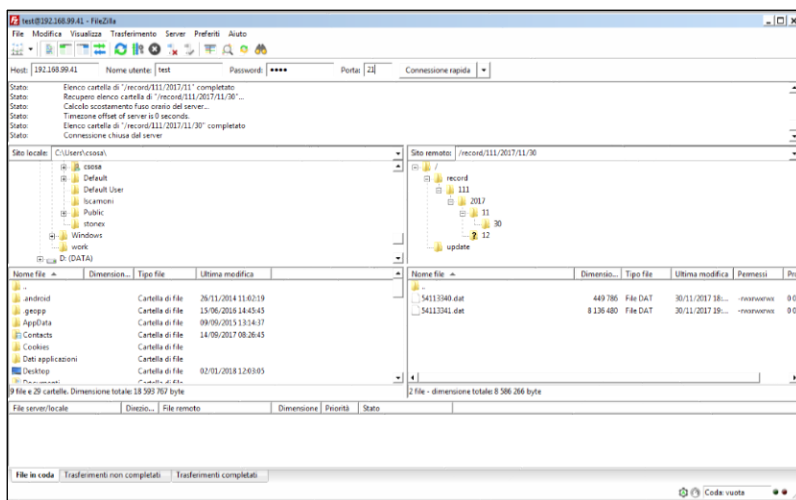 test@192.168.99.41 - FileZilla
File Modifica Visualizza Trasferimento Server Preferiti Aiuto
Host: 192.168.99.41 Nome utente: test Password: •••• Porta: 21 Connessione rapida
Stato: Elenco cartella di "/record/111/2017/11" completato
Stato: Recupero elenco cartella di "/record/111/2017/11/30"...
Stato: Calcolo scostamento fuso orario del server...
Stato: Timezone offset of server is 0 seconds.
Stato: Elenco cartella di "/record/111/2017/11/30" completato
Stato: Connessione chiusa dal server
Sito locale: C:\Users\csosa\
csosa
Default
Default User
lscamoni
Public
stonex
Windows
work
D: (DATA)
Sito remoto: /record/111/2017/11/30
/
record
111
2017
11
30
12
update
Nome file Dimension... Tipo file Ultima modifica
..
.android Cartella di file 26/11/2014 11:02:19
.geopp Cartella di file 15/06/2016 14:45:45
AppData Cartella di file 09/09/2015 13:14:37
Contacts Cartella di file 14/09/2017 08:26:45
Cookies Cartella di file
Dati applicazioni Cartella di file
Desktop Cartella di file 02/01/2018 12:03:05
Documenti Cartella di file
9 file e 29 cartelle. Dimensione totale: 18 593 767 byte
Nome file Dimensio... Tipo file Ultima modifica Permessi
..
54113340.dat 449 786 File DAT 30/11/2017 18:... -rwxrwxrwx 0 0
54113341.dat 8 136 480 File DAT 30/11/2017 19:... -rwxrwxrwx 0 0
2 file - dimensione totale: 8 586 266 byte
File server/locale Direzio... File remoto Dimensione Priorità Stato
File in coda Trasferimenti non completati Trasferimenti completati
Coda: vuota